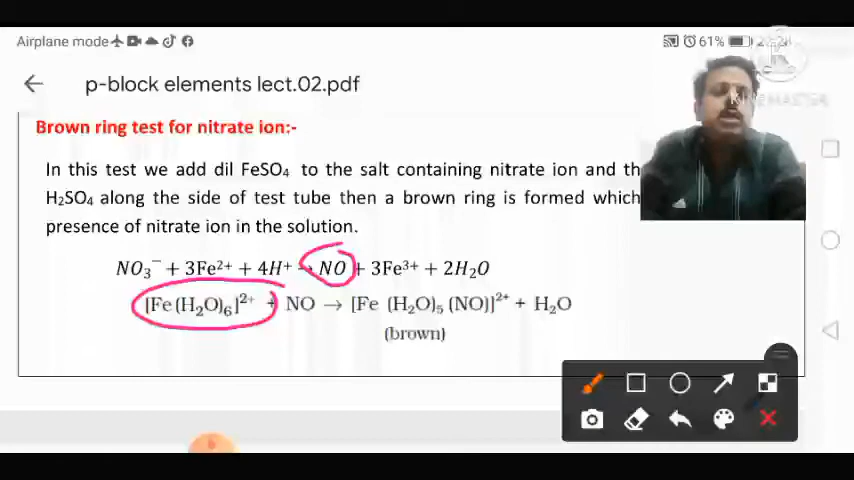 Airplane mode
61%
p-block elements lect.02.pdf
KINEMASTER
Brown ring test for nitrate ion:-
In this test we add dil FeSO₄ to the salt containing nitrate ion and th
H₂SO₄ along the side of test tube then a brown ring is formed which
presence of nitrate ion in the solution.
NO₃⁻ + 3Fe²⁺ + 4H⁺ → NO + 3Fe³⁺ + 2H₂O
[Fe(H₂O)₆]²⁺ + NO → [Fe (H₂O)₅ (NO)]²⁺ + H₂O
(brown)